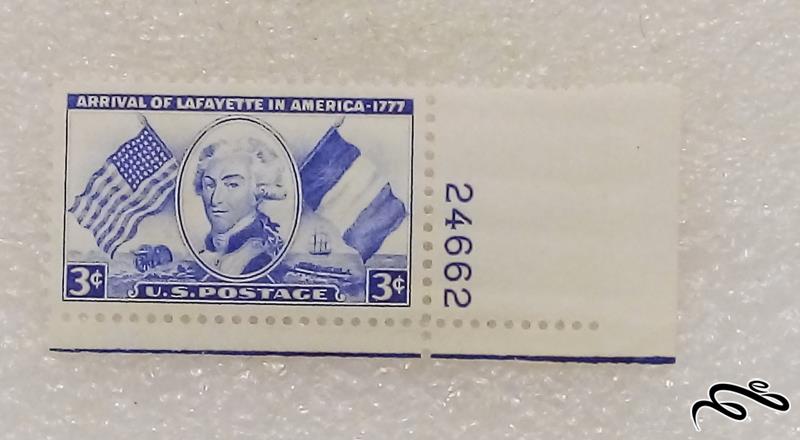 ARRIVAL OF LAFAYETTE IN AMERICA-1777
3¢
U.S. POSTAGE
3¢
24662